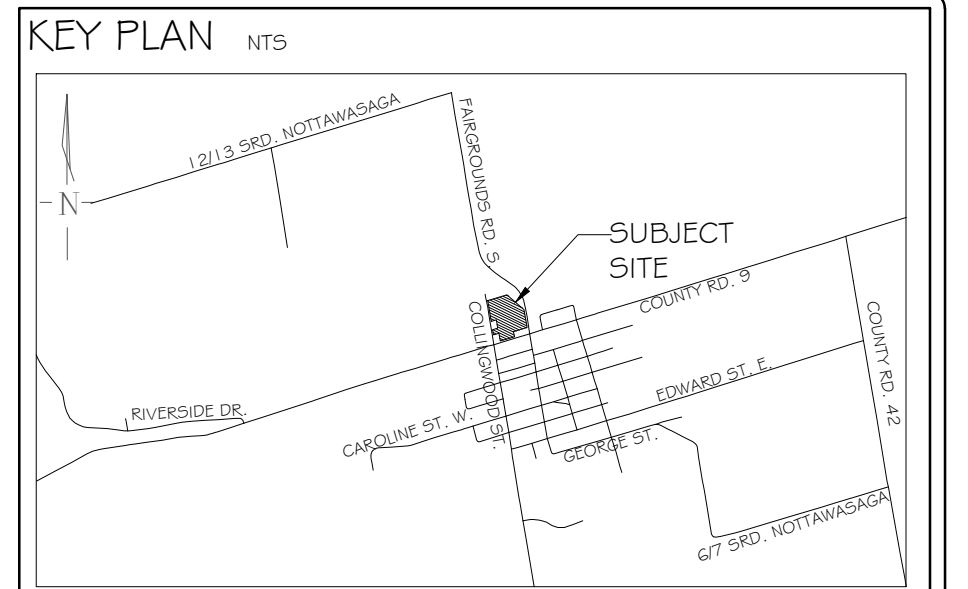 KEY PLAN NTS
12/13 SRD. NOTTAWASAGA
FAIRGROUNDS RD. S
N
SUBJECT
SITE
COUNTY RD. 9
COLLINGWOOD ST.
COUNTY RD. 42
EDWARD ST. E.
RIVERSIDE DR.
CAROLINE ST. W.
GEORGE ST.
6/7 SRD. NOTTAWASAGA